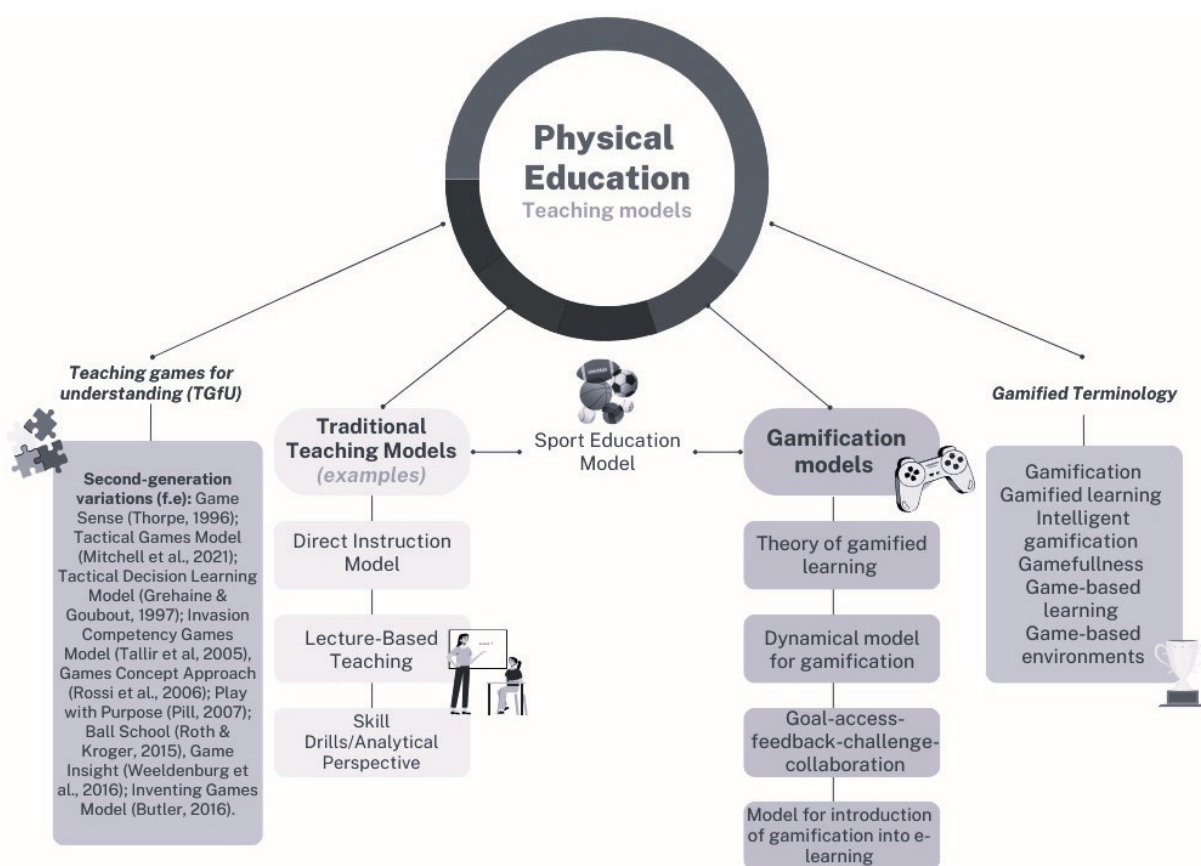 Physical
Education
Teaching models
Teaching games for
understanding (TGfU)
Second-generation
variations (f.e): Game
Sense (Thorpe, 1996);
Tactical Games Model
(Mitchell et al., 2021);
Tactical Decision Learning
Model (Grehaine &
Goubout, 1997); Invasion
Competency Games
Model (Tallir et al, 2005),
Games Concept Approach
(Rossi et al., 2006); Play
with Purpose (Pill, 2007);
Ball School (Roth &
Kroger, 2015), Game
Insight (Weeldenburg et
al., 2016); Inventing Games
Model (Butler, 2016).
Traditional
Teaching Models
(examples)
Direct Instruction
Model
Lecture-Based
Teaching
Skill
Drills/Analytical
Perspective
Sport Education
Model
Gamification
models
Theory of gamified
learning
Dynamical model
for gamification
Goal-access-
feedback-challenge-
collaboration
Model for introduction
of gamification into e-
learning
Gamified Terminology
Gamification
Gamified learning
Intelligent
gamification
Gamefullness
Game-based
learning
Game-based
environments